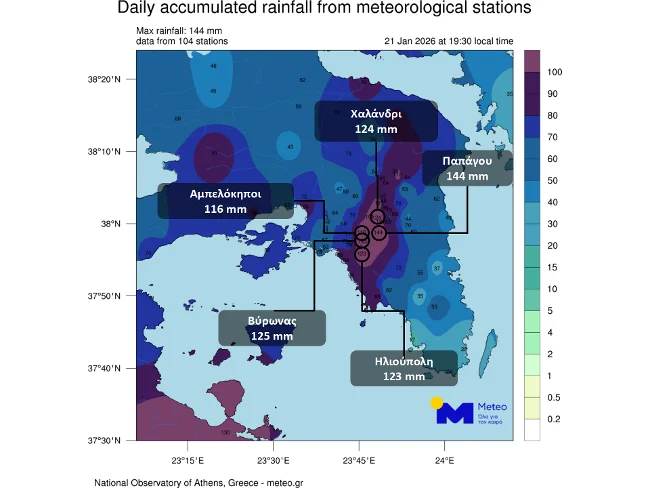 Daily accumulated rainfall from meteorological stations
Max rainfall: 144 mm
data from 104 stations
21 Jan 2026 at 19:30 local time
38°20'N
38°10'N
38°N
37°50'N
37°40'N
37°30'N
23°15'E
23°30'E
23°45'E
24°E
Χαλάνδρι
124 mm
Παπάγου
144 mm
Αμπελόκηποι
116 mm
Βύρωνας
125 mm
Ηλιούπολη
123 mm
100
90
80
70
60
50
40
30
20
15
10
5
4
2
1
0.5
0.2
Meteo
Όλα για
τον καιρό
National Observatory of Athens, Greece - meteo.gr